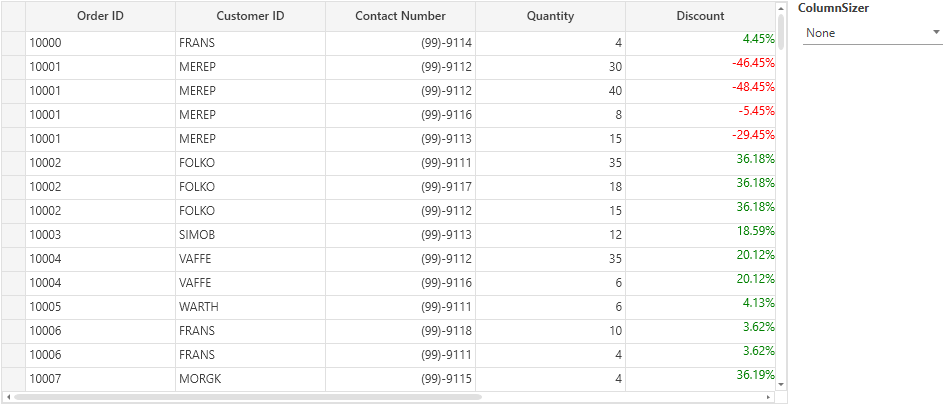 Order ID Customer ID Contact Number Quantity Discount ColumnSizer
None
10000 FRANS (99)-9114 4 4.45%
10001 MEREP (99)-9112 30 -46.45%
10001 MEREP (99)-9112 40 -48.45%
10001 MEREP (99)-9116 8 -5.45%
10001 MEREP (99)-9113 15 -29.45%
10002 FOLKO (99)-9111 35 36.18%
10002 FOLKO (99)-9117 18 36.18%
10002 FOLKO (99)-9112 15 36.18%
10003 SIMOB (99)-9113 12 18.59%
10004 VAFFE (99)-9112 35 20.12%
10004 VAFFE (99)-9116 6 20.12%
10005 WARTH (99)-9111 6 4.13%
10006 FRANS (99)-9118 10 3.62%
10006 FRANS (99)-9111 4 3.62%
10007 MORGK (99)-9115 4 36.19%